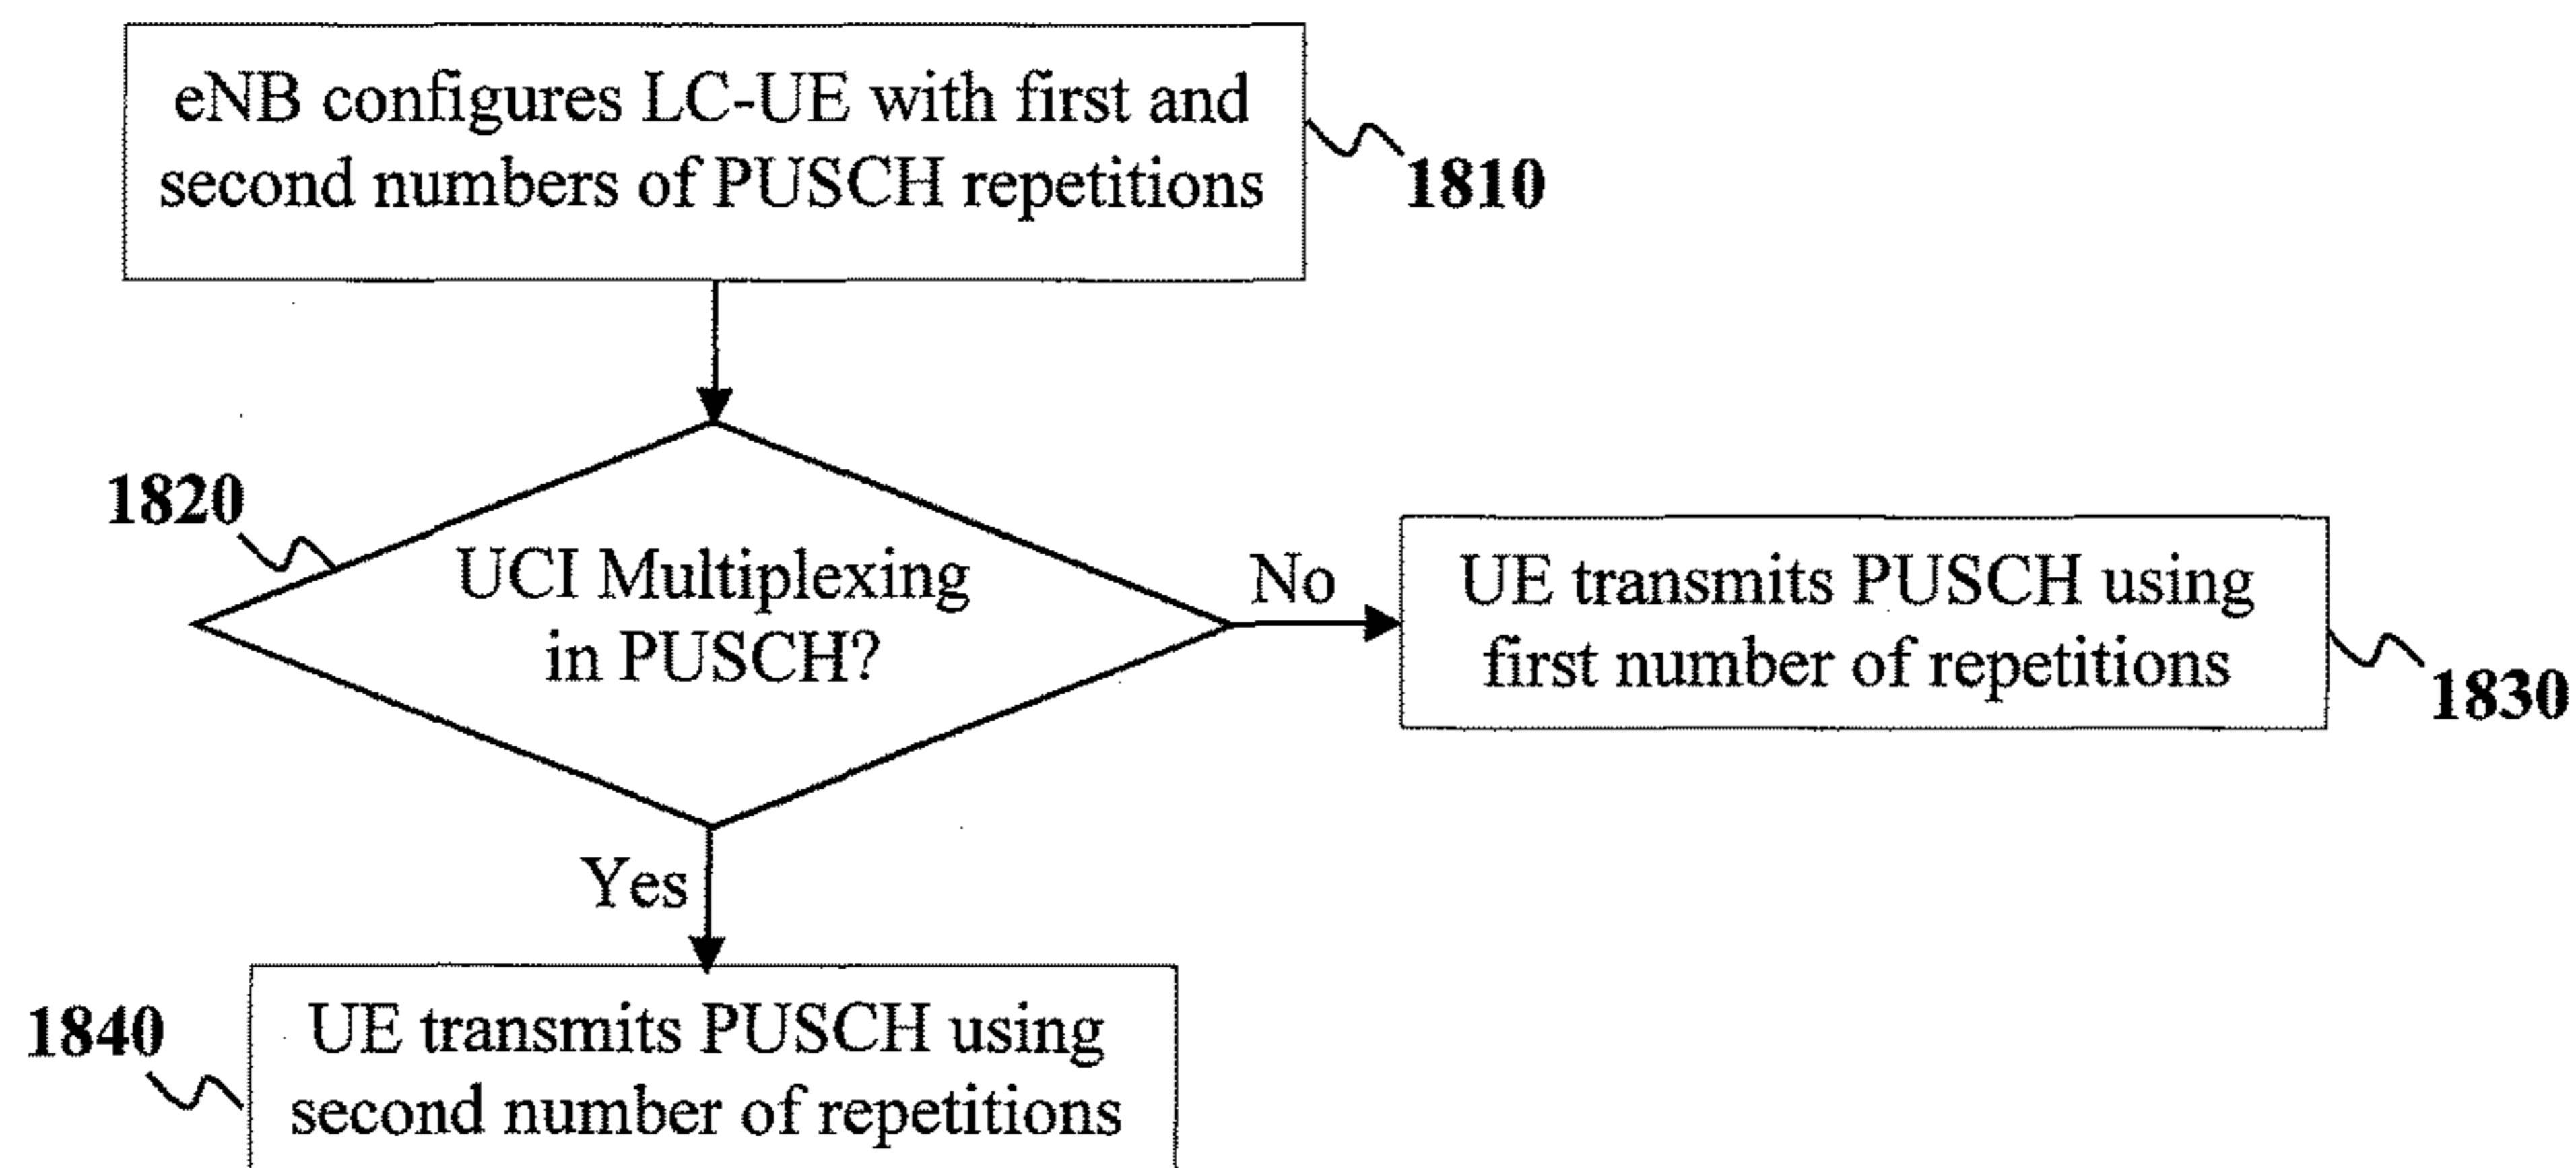 eNB configures LC-UE with first and
second numbers of PUSCH repetitions
1810
1820
UCI Multiplexing
in PUSCH?
No
UE transmits PUSCH using
first number of repetitions
1830
Yes
1840
UE transmits PUSCH using
second number of repetitions